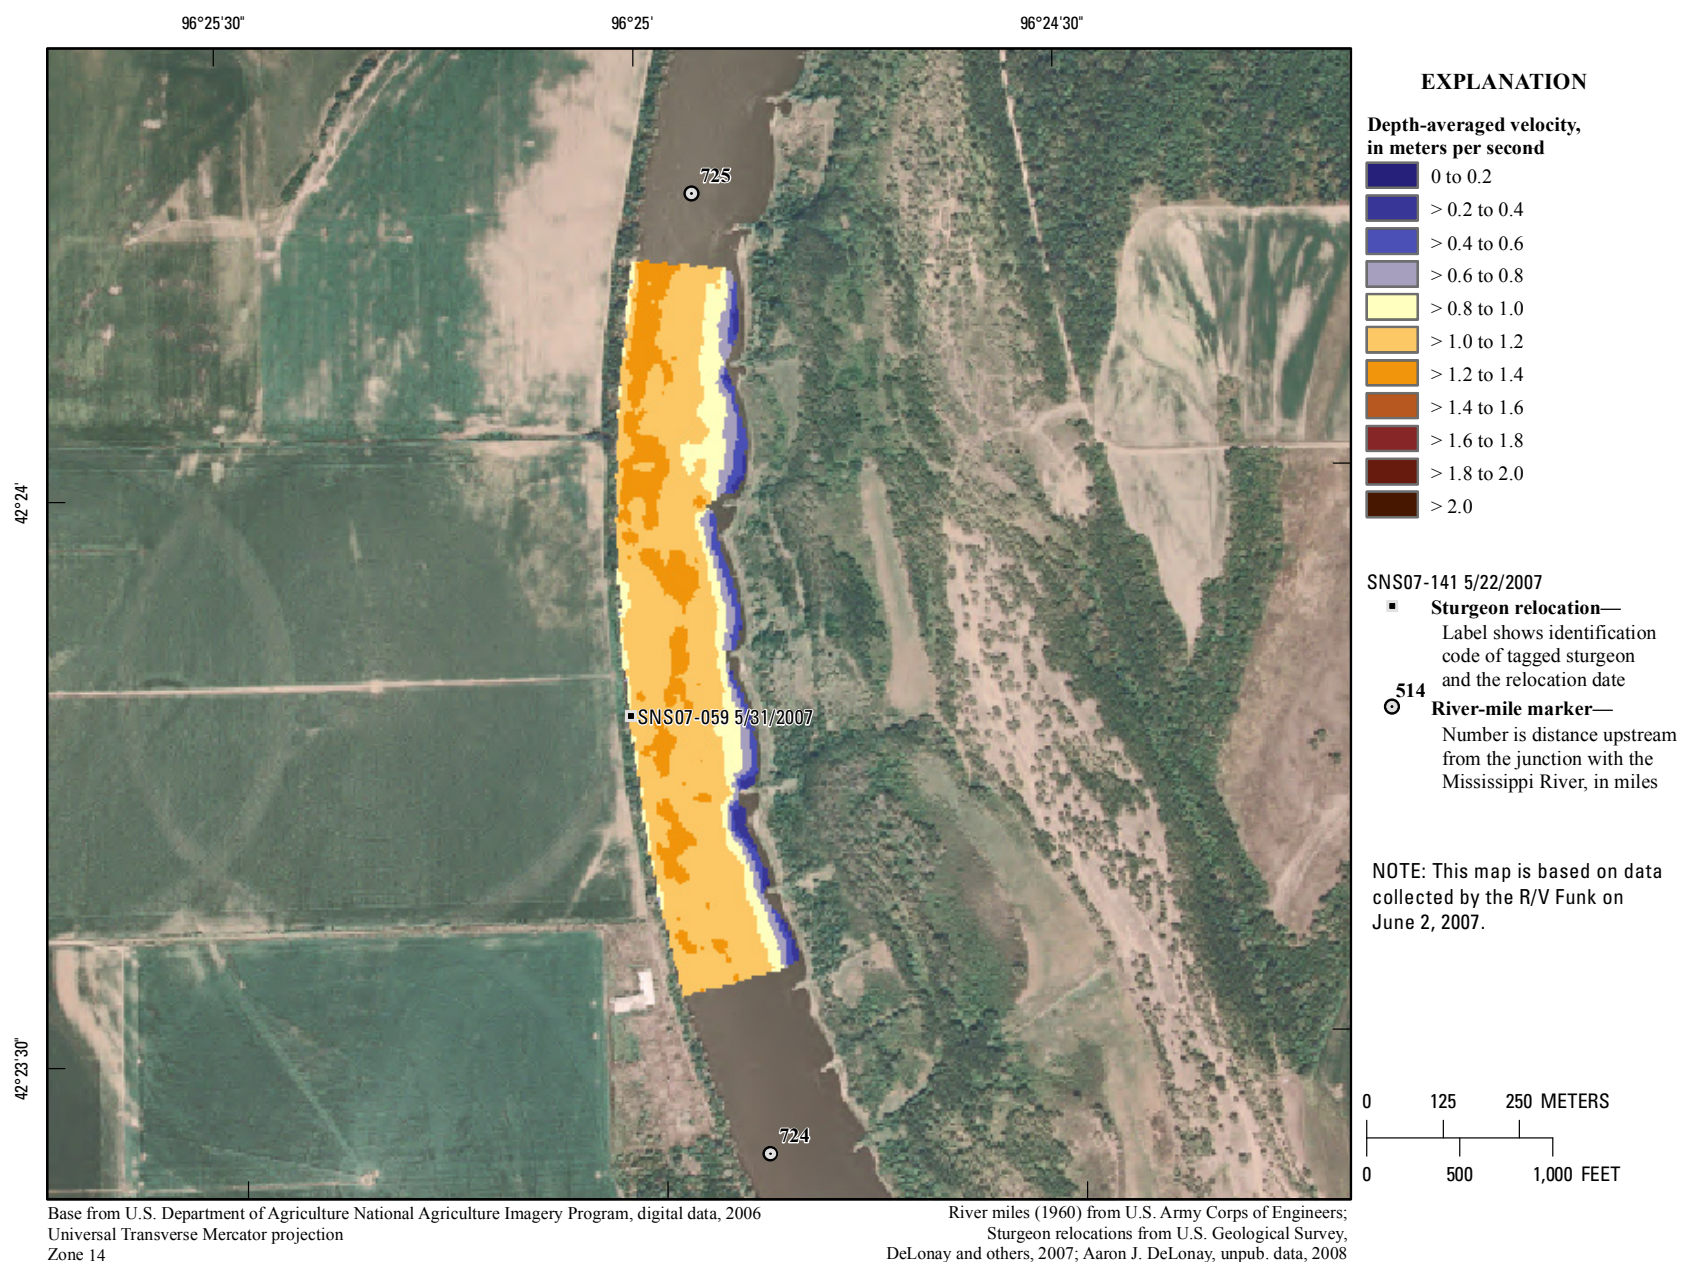 96°25'30"
96°25'
96°24'30"
42°24'
42°23'30"
725
SNS07-059 5/31/2007
724
EXPLANATION
Depth-averaged velocity,
in meters per second
0 to 0.2
> 0.2 to 0.4
> 0.4 to 0.6
> 0.6 to 0.8
> 0.8 to 1.0
> 1.0 to 1.2
> 1.2 to 1.4
> 1.4 to 1.6
> 1.6 to 1.8
> 1.8 to 2.0
> 2.0
SNS07-141 5/22/2007
Sturgeon relocation—
Label shows identification
code of tagged sturgeon
and the relocation date
514
River-mile marker—
Number is distance upstream
from the junction with the
Mississippi River, in miles
NOTE: This map is based on data
collected by the R/V Funk on
June 2, 2007.
0 125 250 METERS
0 500 1,000 FEET
Base from U.S. Department of Agriculture National Agriculture Imagery Program, digital data, 2006
Universal Transverse Mercator projection
Zone 14
River miles (1960) from U.S. Army Corps of Engineers;
Sturgeon relocations from U.S. Geological Survey,
DeLonay and others, 2007; Aaron J. DeLonay, unpub. data, 2008